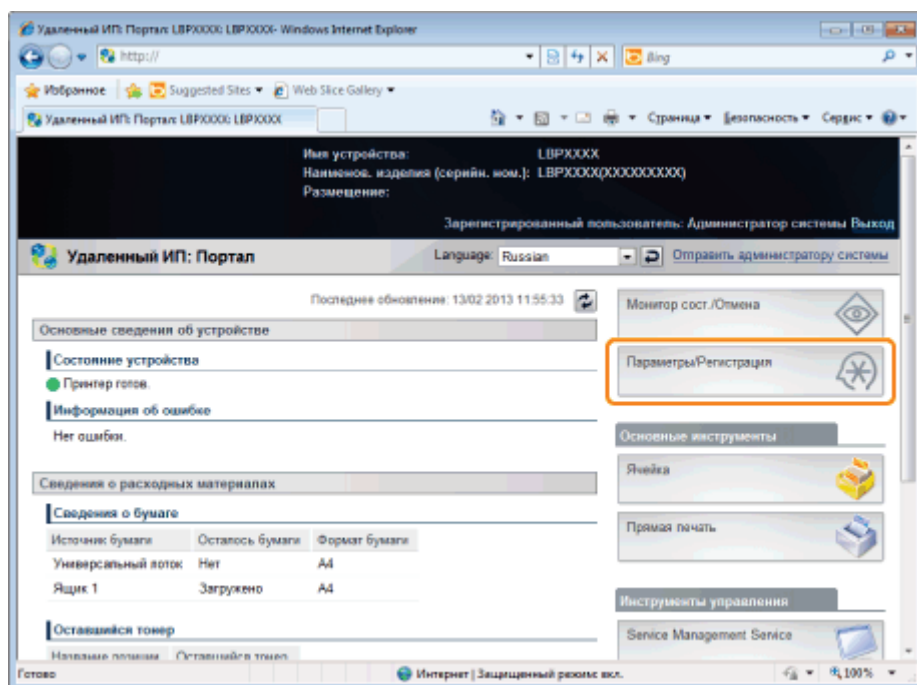 Удаленный ИП: Портал: LBPXXXX: LBPXXXX- Windows Internet Explorer
http://
Bing
Избранное Suggested Sites Web Slice Gallery
Удаленный ИП: Портал: LBPXXXX: LBPXXXX
Страница Безопасность Сервис
Имя устройства: LBPXXXX
Наименов. изделия (серийн. ном.): LBPXXXX(XXXXXXXXX)
Размещение:
Зарегистрированный пользователь: Администратор системы Выход
Удаленный ИП: Портал
Language: Russian
Отправить администратору системы
Последнее обновление: 13/02 2013 11:55:33
Основные сведения об устройстве
Состояние устройства
Принтер готов.
Информация об ошибке
Нет ошибки.
Сведения о расходных материалах
Сведения о бумаге
Источник бумаги Осталось бумаги Формат бумаги
Универсальный лоток Нет A4
Ящик 1 Загружено A4
Оставшийся тонер
Название позиции Оставшийся тонер
Монитор сост./Отмена
Параметры/Регистрация
Основные инструменты
Ячейка
Прямая печать
Инструменты управления
Service Management Service
Готово
Интернет | Защищенный режим: вкл.
100%